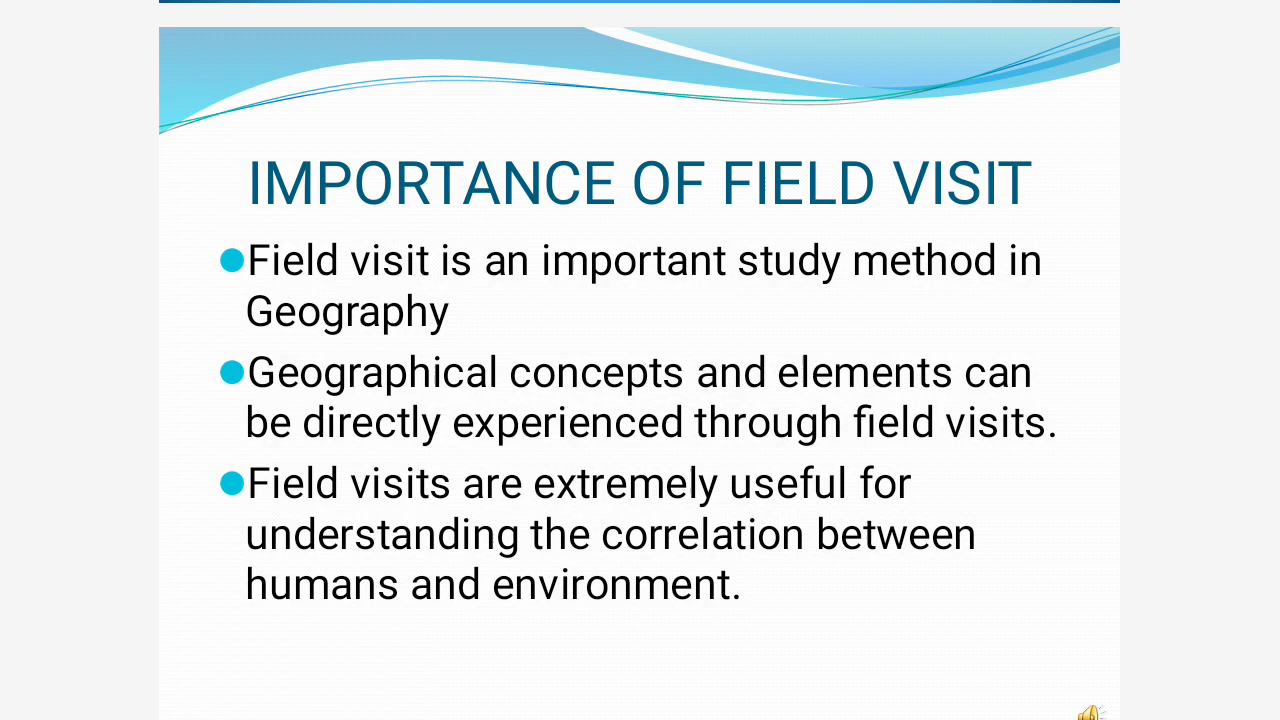 IMPORTANCE OF FIELD VISIT
Field visit is an important study method in
Geography
Geographical concepts and elements can
be directly experienced through field visits.
Field visits are extremely useful for
understanding the correlation between
humans and environment.